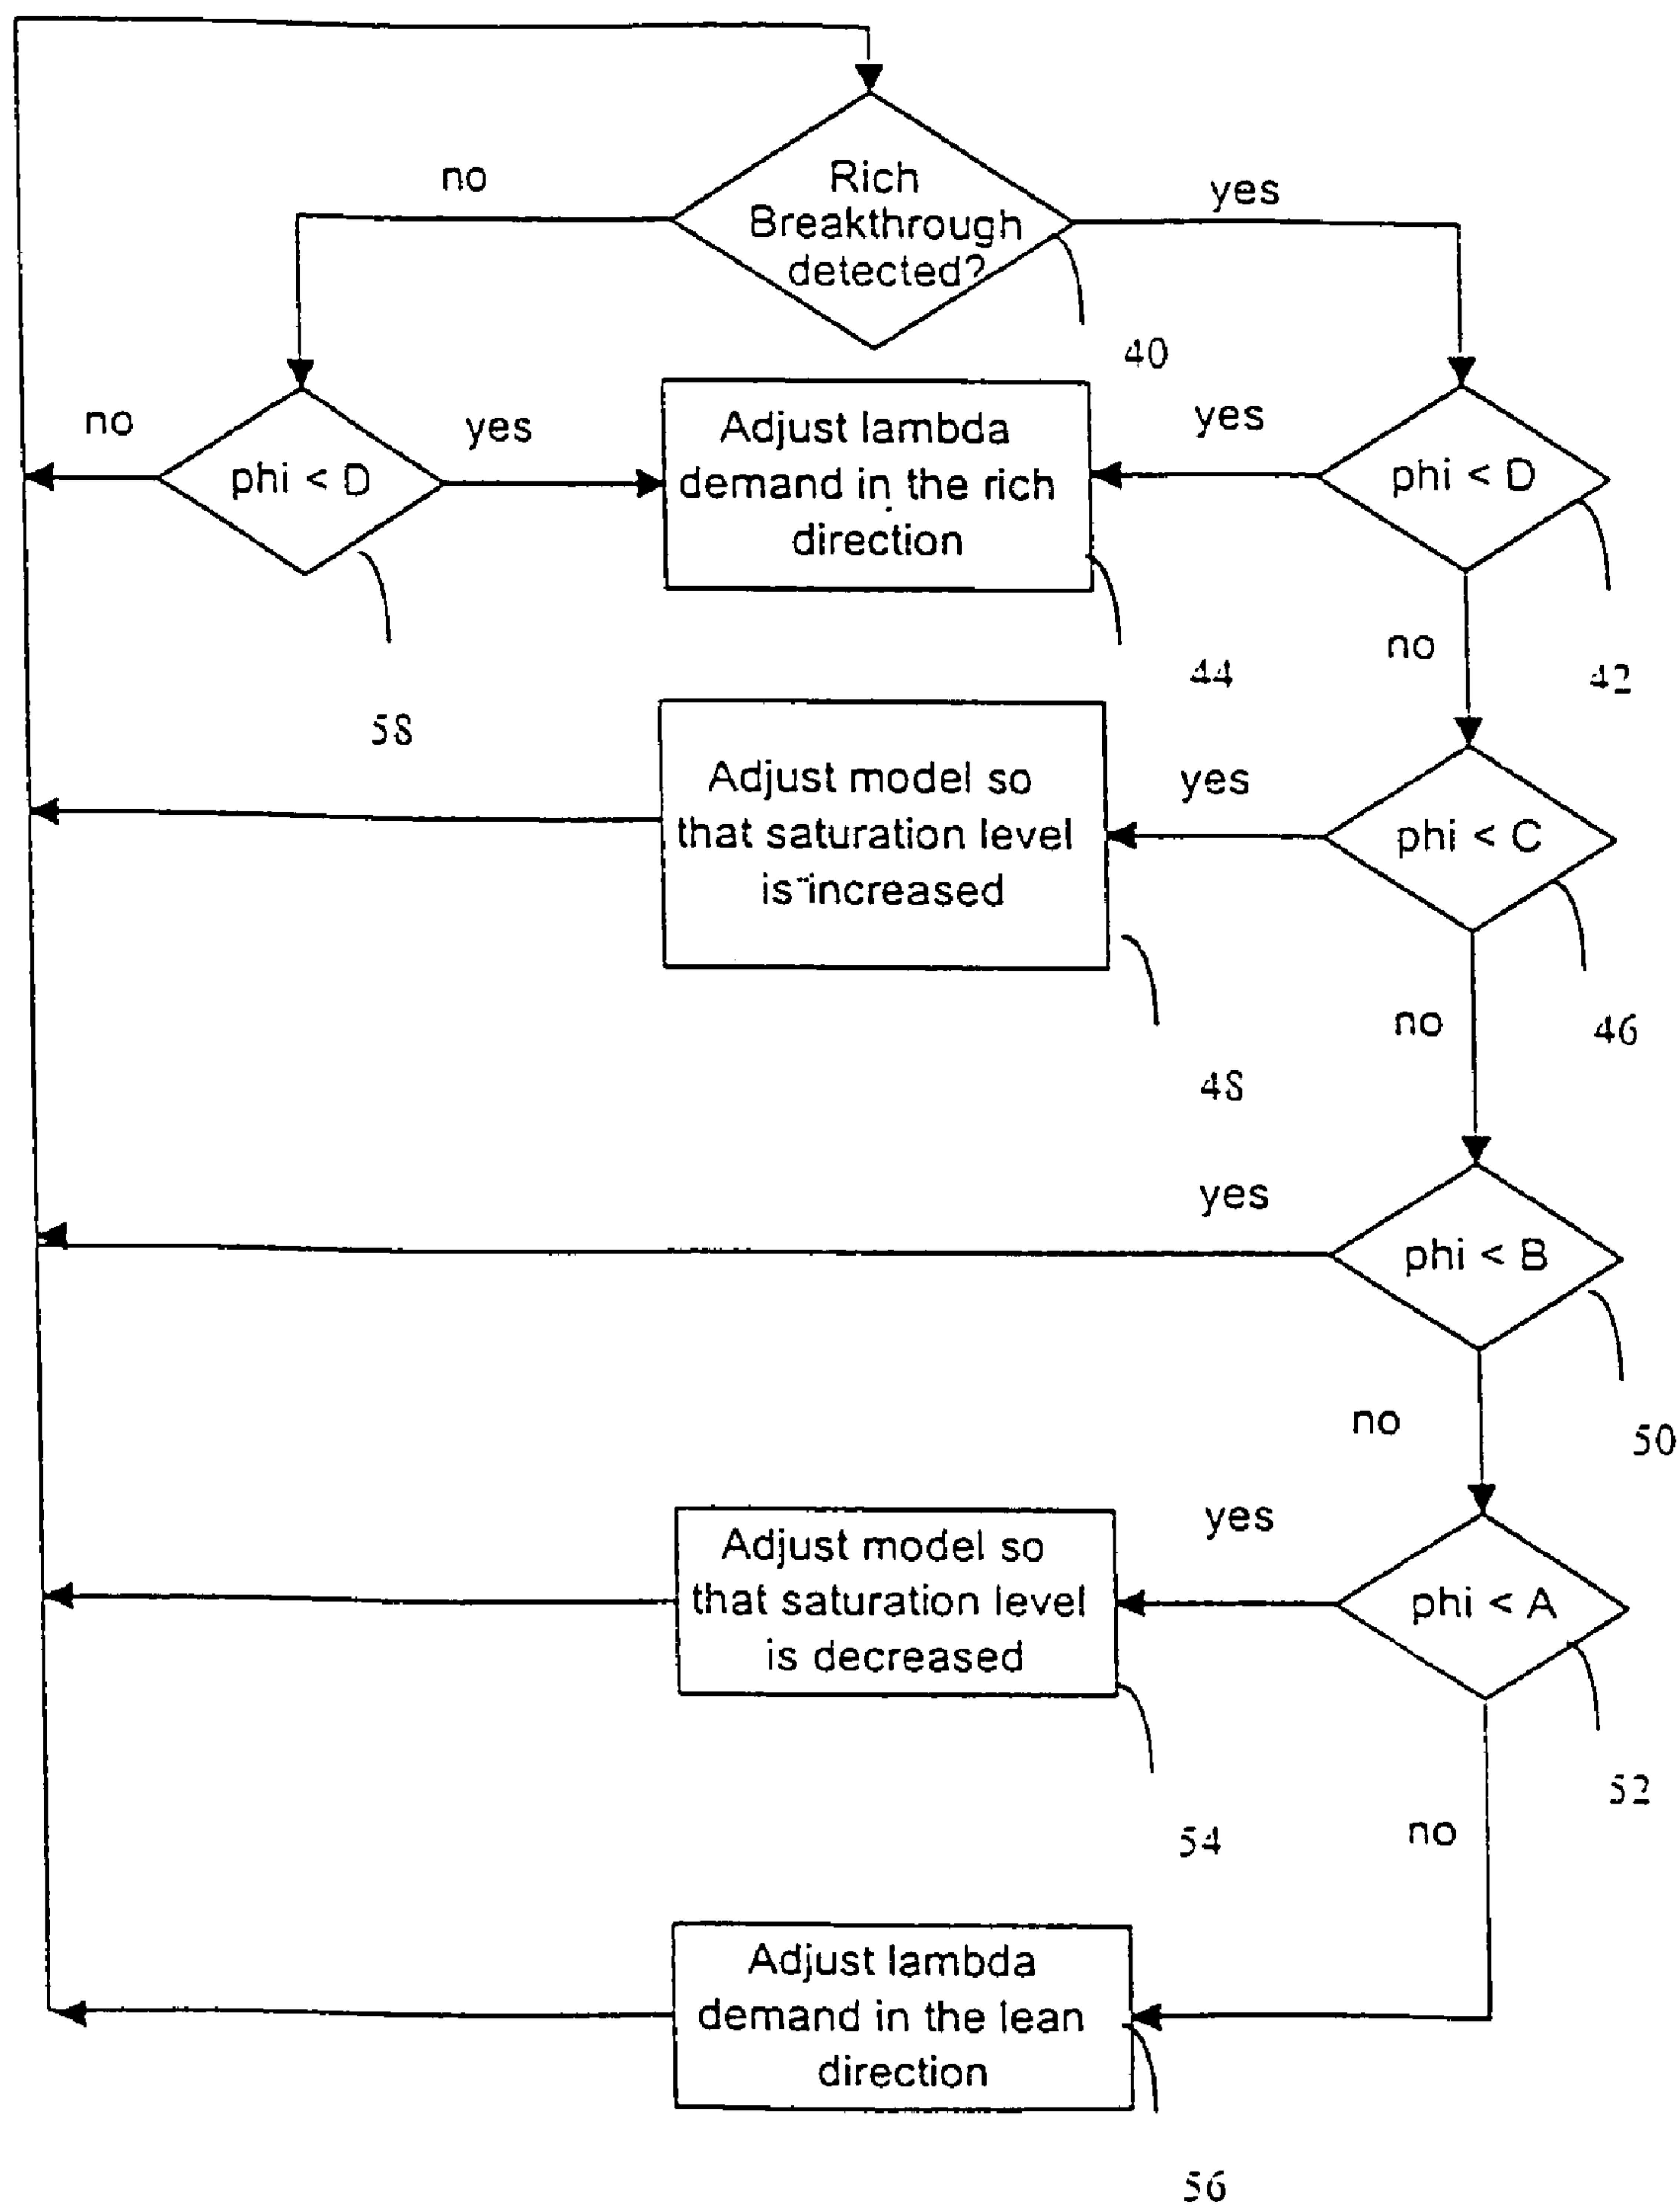 Rich
Breakthrough
detected?
no
yes
40
no
phi < D
yes
Adjust lambda
demand in the rich
direction
yes
phi < D
58
44
no
42
Adjust model so
that saturation level
is increased
yes
phi < C
48
no
46
yes
phi < B
no
50
Adjust model so
that saturation level
is decreased
yes
phi < A
54
no
52
Adjust lambda
demand in the lean
direction
56